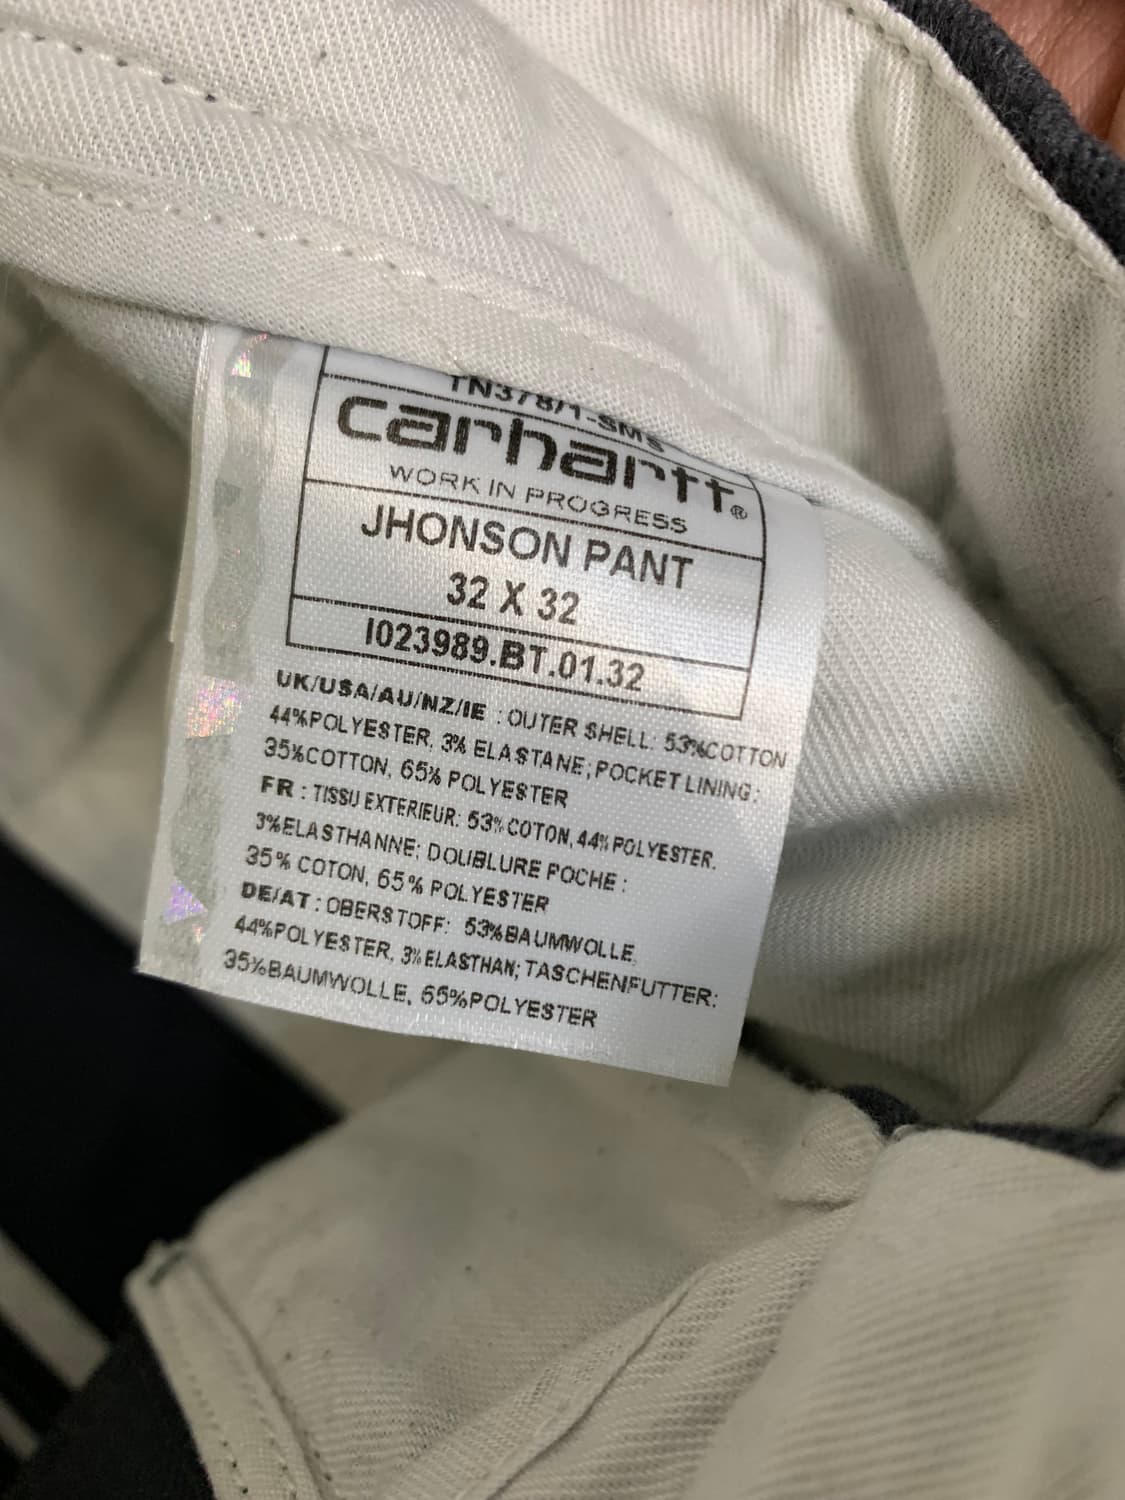 TN378/1-SMS
carhartt®
WORK IN PROGRESS
JHONSON PANT
32 X 32
I023989.BT.01.32
UK/USA/AU/NZ/IE : OUTER SHELL: 53%COTTON
44%POLYESTER, 3% ELASTANE; POCKET LINING:
35%COTTON, 65% POLYESTER
FR : TISSU EXTERIEUR: 53% COTON, 44% POLYESTER.
3%ELASTHANNE; DOUBLURE POCHE :
35% COTON, 65% POLYESTER
DE/AT : OBERSTOFF: 53%BAUMWOLLE,
44%POLYESTER, 3% ELASTHAN; TASCHENFUTTER:
35%BAUMWOLLE, 65%POLYESTER